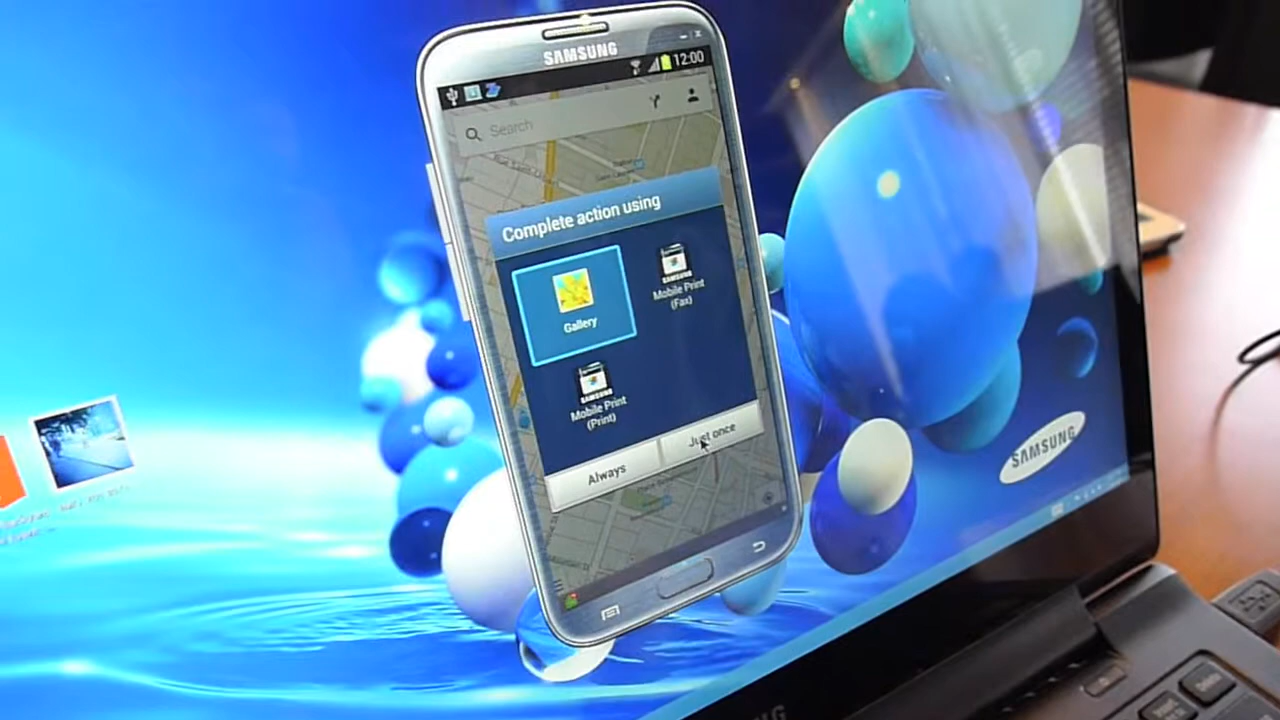 SAMSUNG
12:00
Search
Complete action using
Gallery
SAMSUNG
Mobile Print
(Fax)
SAMSUNG
Mobile Print
(Print)
Always
Just once
SAMSUNG
Delete